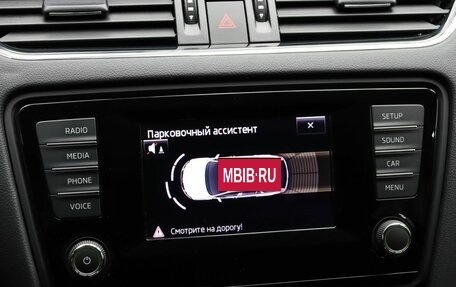 RADIO
MEDIA
PHONE
VOICE
Парковочный ассистент
×
MBIB.RU
Смотрите на дорогу!
SETUP
SOUND
CAR
MENU